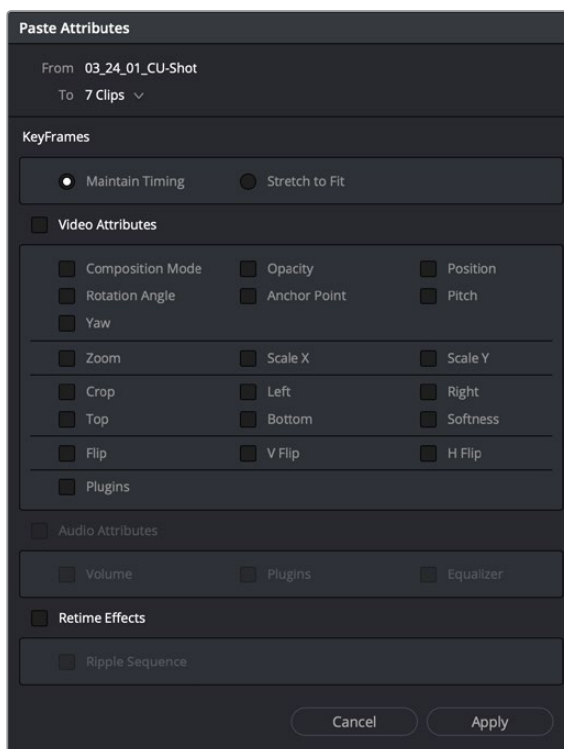 Paste Attributes
From 03_24_01_CU-Shot
To 7 Clips
KeyFrames
Maintain Timing Stretch to Fit
Video Attributes
Composition Mode Opacity Position
Rotation Angle Anchor Point Pitch
Yaw
Zoom Scale X Scale Y
Crop Left Right
Top Bottom Softness
Flip V Flip H Flip
Plugins
Audio Attributes
Volume Plugins Equalizer
Retime Effects
Ripple Sequence
Cancel Apply